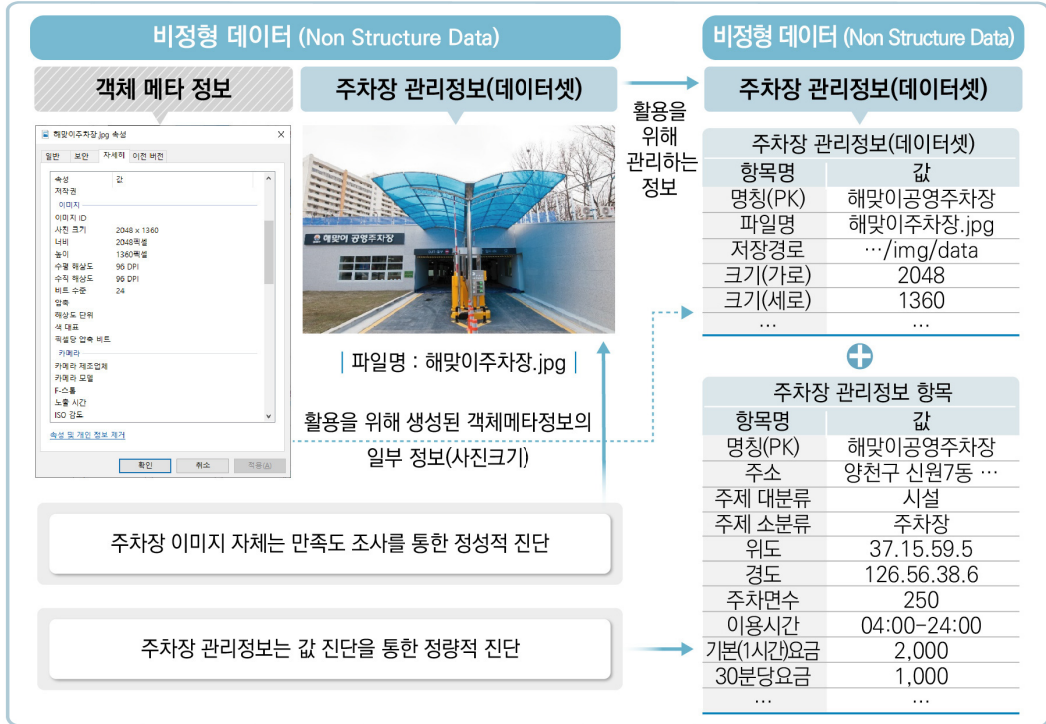 비정형 데이터 (Non Structure Data)
객체 메타 정보
주차장 관리정보(데이터셋)
해맞이주차장.jpg 속성
일반 보안 자세히 이전 버전
속성 값
저작권
이미지
이미지 ID
사진 크기 2048 x 1360
너비 2048픽셀
높이 1360픽셀
수평 해상도 96 DPI
수직 해상도 96 DPI
비트 수준 24
압축
해상도 단위
색 대표
픽셀당 압축 비트
카메라
카메라 제조업체
카메라 모델
F-스톱
노출 시간
ISO 감도
속성 및 개인 정보 제거
확인 취소 적용(A)
해맞이 공영주차장
| 파일명 : 해맞이주차장.jpg |
활용을 위해 생성된 객체메타정보의
일부 정보(사진크기)
주차장 이미지 자체는 만족도 조사를 통한 정성적 진단
주차장 관리정보는 값 진단을 통한 정량적 진단
활용을
위해
관리하는
정보
비정형 데이터 (Non Structure Data)
주차장 관리정보(데이터셋)
주차장 관리정보(데이터셋)
항목명 값
명칭(PK) 해맞이공영주차장
파일명 해맞이주차장.jpg
저장경로 …/img/data
크기(가로) 2048
크기(세로) 1360
… …
주차장 관리정보 항목
항목명 값
명칭(PK) 해맞이공영주차장
주소 양천구 신원7동 …
주제 대분류 시설
주제 소분류 주차장
위도 37.15.59.5
경도 126.56.38.6
주차면수 250
이용시간 04:00-24:00
기본(1시간)요금 2,000
30분당요금 1,000
… …